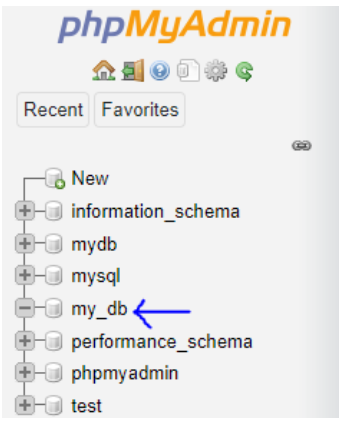 phpMyAdmin
Recent Favorites
New
information_schema
mydb
mysql
my_db
performance_schema
phpmyadmin
test